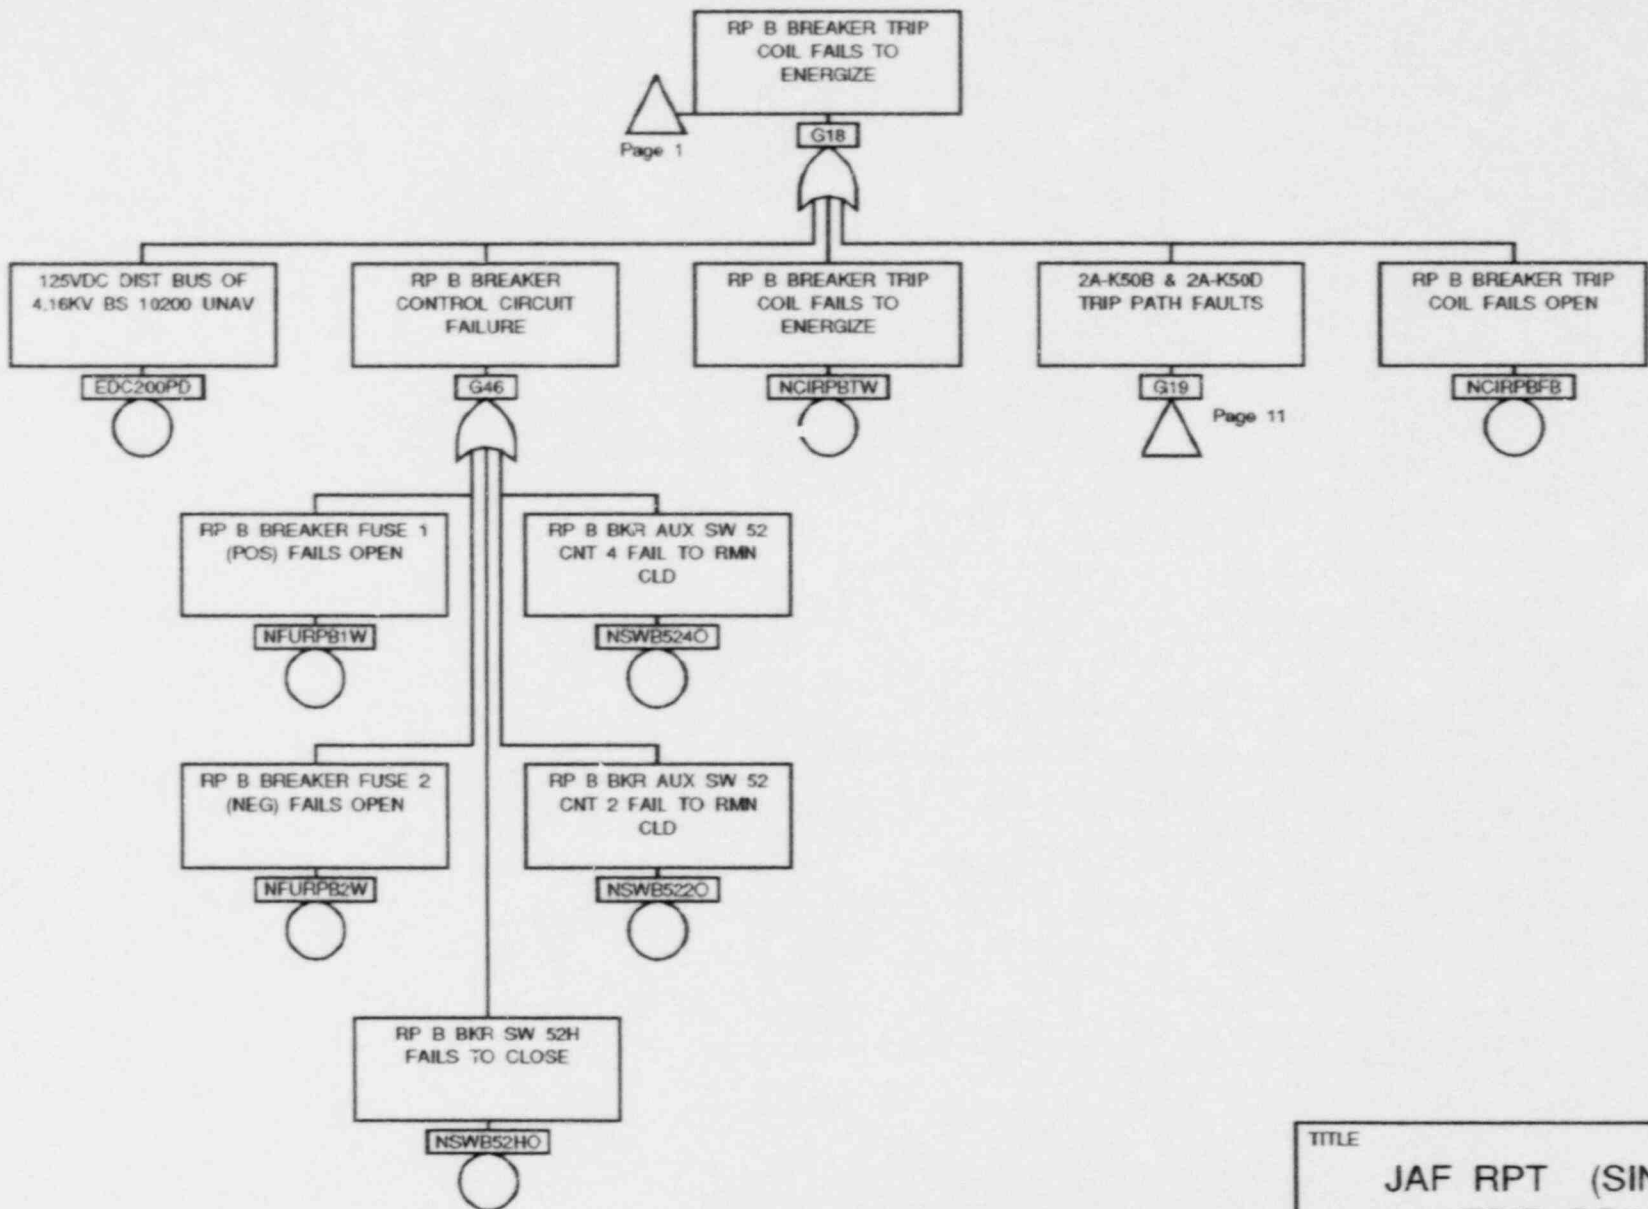 RP B BREAKER TRIP
COIL FAILS TO
ENERGIZE
Page 1
G18
125VDC DIST BUS OF
4.16KV BS 10200 UNAV
EDC200PD
RP B BREAKER
CONTROL CIRCUIT
FAILURE
G46
RP B BREAKER TRIP
COIL FAILS TO
ENERGIZE
NCIRPBTW
2A-K50B & 2A-K50D
TRIP PATH FAULTS
G19
Page 11
RP B BREAKER TRIP
COIL FAILS OPEN
NCIRPBFB
RP B BREAKER FUSE 1
(POS) FAILS OPEN
NFURPB1W
RP B BKR AUX SW 52
CNT 4 FAIL TO RMN
CLD
NSWB524O
RP B BREAKER FUSE 2
(NEG) FAILS OPEN
NFURPB2W
RP B BKR AUX SW 52
CNT 2 FAIL TO RMN
CLD
NSWB522O
RP B BKR SW 52H
FAILS TO CLOSE
NSWB52HO
TITLE
JAF RPT (SIN